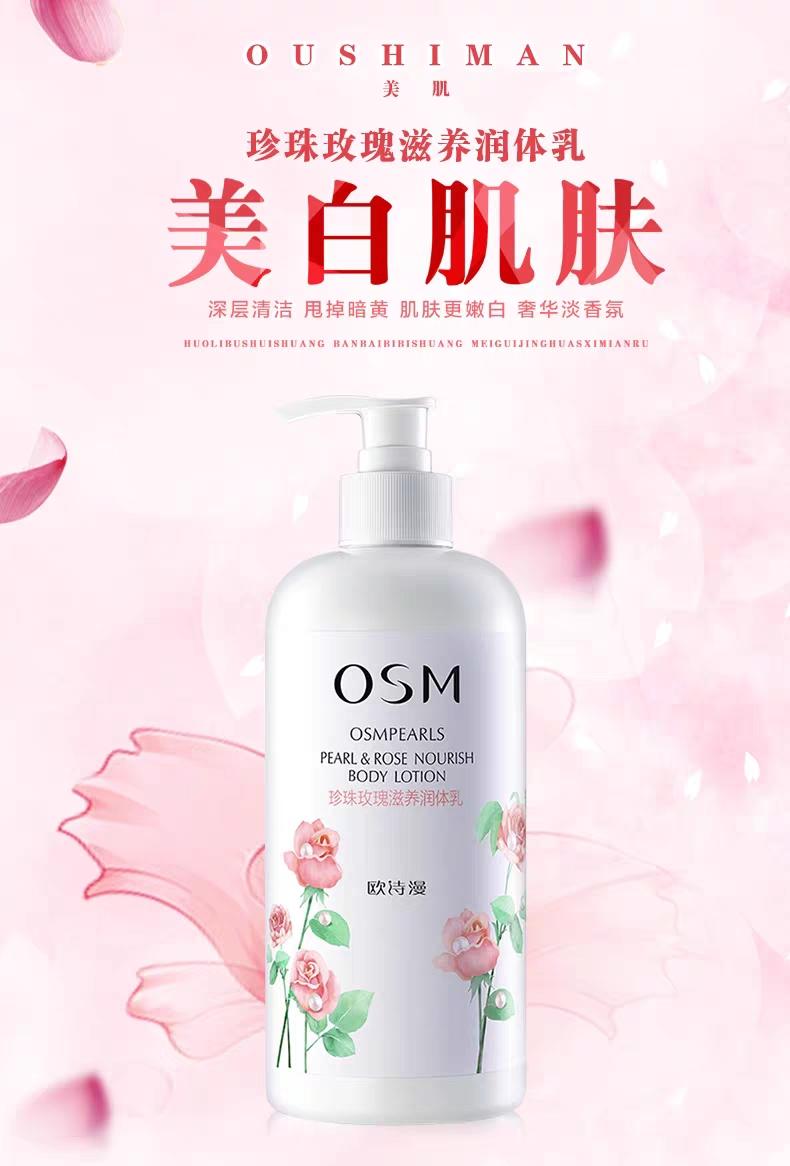 OUSHIMAN
美 肌
珍珠玫瑰滋养润体乳
美白肌肤
深层清洁 甩掉暗黄 肌肤更嫩白 奢华淡香氛
HUOLIBUSHUISHUANG BANBAIBIBISHUANG MEIGUIJINGHUASXIMIANRU
OSM
OSMPEARLS
PEARL & ROSE NOURISH
BODY LOTION
珍珠玫瑰滋养润体乳
欧诗漫